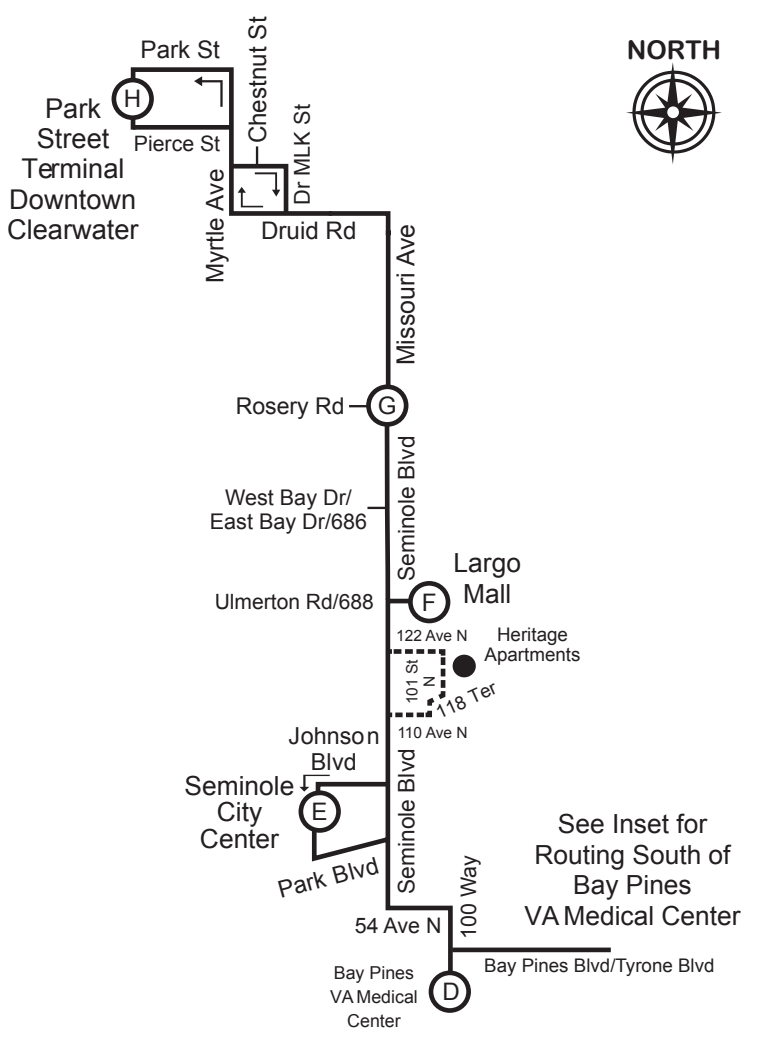 Park St
Chestnut St
NORTH
H
Park
Street
Terminal
Downtown
Clearwater
Pierce St
Dr MLK St
Myrtle Ave
Druid Rd
Missouri Ave
Rosery Rd
G
Seminole Blvd
West Bay Dr/
East Bay Dr/686
Largo
Mall
Ulmerton Rd/688
F
122 Ave N
Heritage
Apartments
101 St
N
118 Ter
110 Ave N
Johnson
Blvd
Seminole
City
Center
E
Seminole Blvd
Park Blvd
See Inset for
Routing South of
Bay Pines
VA Medical Center
100 Way
54 Ave N
Bay Pines Blvd/Tyrone Blvd
Bay Pines
VA Medical
Center
D